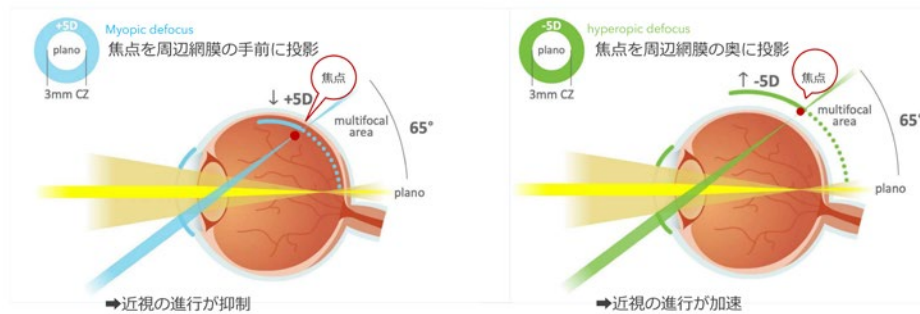 +5D
Myopic defocus
plano
焦点を周辺網膜の手前に投影
3mm CZ
焦点
↓ +5D
multifocal
area
65°
plano
➡近視の進行が抑制
-5D
hyperopic defocus
plano
焦点を周辺網膜の奥に投影
3mm CZ
焦点
↑ -5D
multifocal
area
65°
plano
➡近視の進行が加速